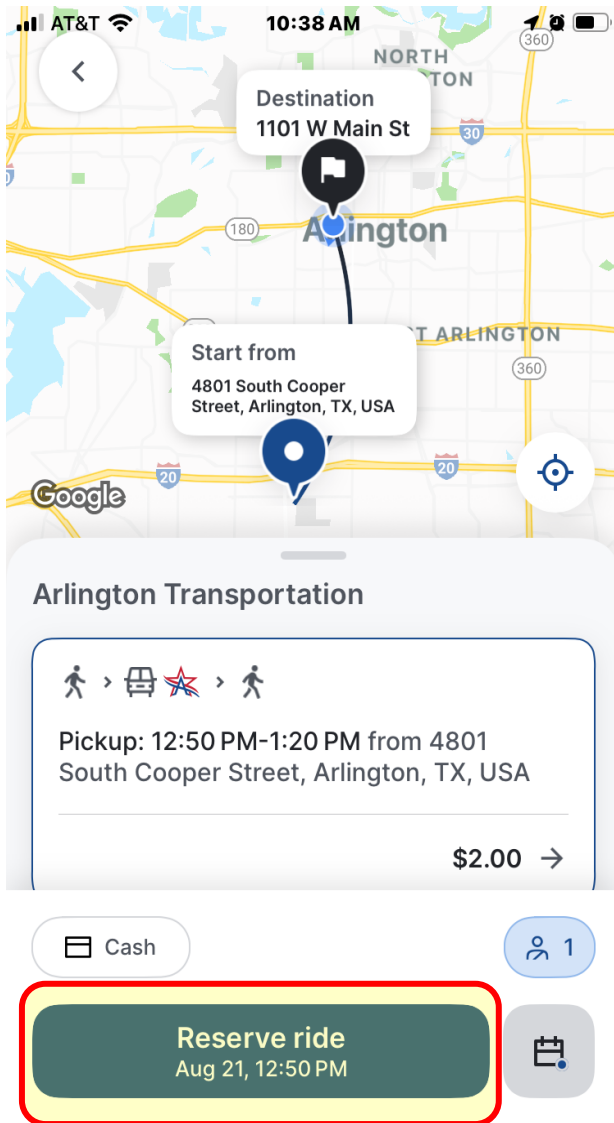 AT&T
10:38 AM
360
NORTH
TON
Destination
1101 W Main St
30
180
Arlington
T ARLINGTON
Start from
360
4801 South Cooper
Street, Arlington, TX, USA
20
20
Google
Arlington Transportation
Pickup: 12:50 PM-1:20 PM from 4801
South Cooper Street, Arlington, TX, USA
$2.00
Cash
1
Reserve ride
Aug 21, 12:50 PM